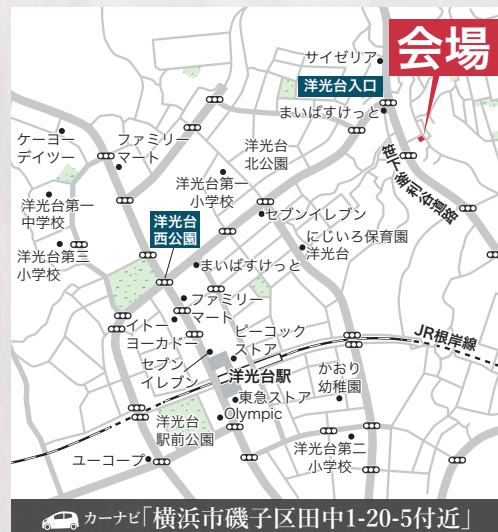 会場
サイゼリア
洋光台入口
まいばすけっと
ケーヨー
デイツー
ファミリー
マート
洋光台
北公園
笹下釜利谷道路
洋光台第一
小学校
洋光台第一
中学校
セブンイレブン
洋光台
西公園
にじいろ保育園
洋光台
洋光台第三
小学校
まいばすけっと
ファミリー
マート
イトー
ヨーカドー
ピーコック
ストア
JR根岸線
セブン
イレブン
洋光台駅
かおり
幼稚園
東急ストア
Olympic
洋光台
駅前公園
洋光台第二
小学校
ユーコープ
カーナビ「横浜市磯子区田中1-20-5付近」